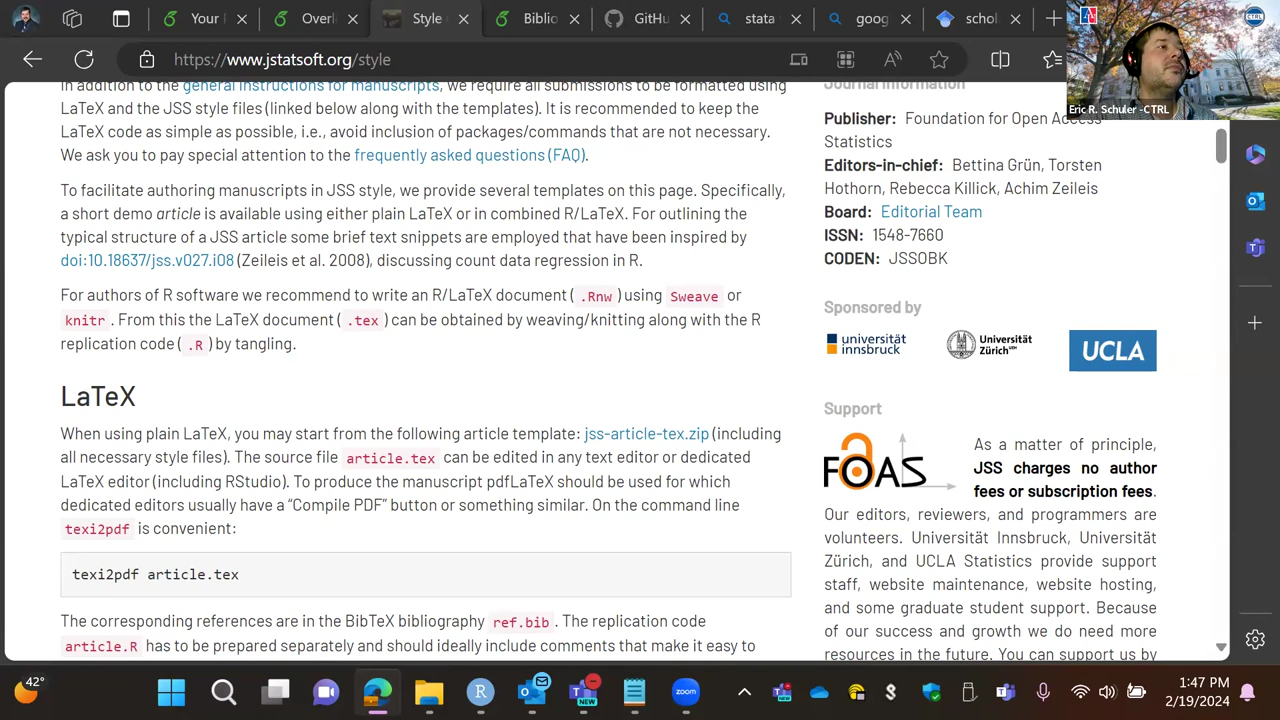 Your
Overl
Style
Biblio
GitHu
stata
goog
schol
https://www.jstatsoft.org/style
Eric R. Schuler -CTRL
CTRL
In addition to the general instructions for manuscripts, we require all submissions to be formatted using
LaTeX and the JSS style files (linked below along with the templates). It is recommended to keep the
LaTeX code as simple as possible, i.e., avoid inclusion of packages/commands that are not necessary.
We ask you to pay special attention to the frequently asked questions (FAQ).
To facilitate authoring manuscripts in JSS style, we provide several templates on this page. Specifically,
a short demo article is available using either plain LaTeX or in combined R/LaTeX. For outlining the
typical structure of a JSS article some brief text snippets are employed that have been inspired by
doi:10.18637/jss.v027.i08 (Zeileis et al. 2008), discussing count data regression in R.
For authors of R software we recommend to write an R/LaTeX document ( .Rnw ) using Sweave or
knitr . From this the LaTeX document ( .tex ) can be obtained by weaving/knitting along with the R
replication code ( .R ) by tangling.
LaTeX
When using plain LaTeX, you may start from the following article template: jss-article-tex.zip (including
all necessary style files). The source file article.tex can be edited in any text editor or dedicated
LaTeX editor (including RStudio). To produce the manuscript pdfLaTeX should be used for which
dedicated editors usually have a “Compile PDF” button or something similar. On the command line
texi2pdf is convenient:
texi2pdf article.tex
The corresponding references are in the BibTeX bibliography ref.bib . The replication code
article.R has to be prepared separately and should ideally include comments that make it easy to
Journal information
Publisher: Foundation for Open Access
Statistics
Editors-in-chief: Bettina Grün, Torsten
Hothorn, Rebecca Killick, Achim Zeileis
Board: Editorial Team
ISSN: 1548-7660
CODEN: JSSOBK
Sponsored by
universität
innsbruck
Universität
Zürich UZH
UCLA
Support
FOAS
As a matter of principle,
JSS charges no author
fees or subscription fees.
Our editors, reviewers, and programmers are
volunteers. Universität Innsbruck, Universität
Zürich, and UCLA Statistics provide support
staff, website maintenance, website hosting,
and some graduate student support. Because
of our success and growth we do need more
resources in the future. You can support us by
42°
R
NEW
zoom
NEW
1:47 PM
2/19/2024